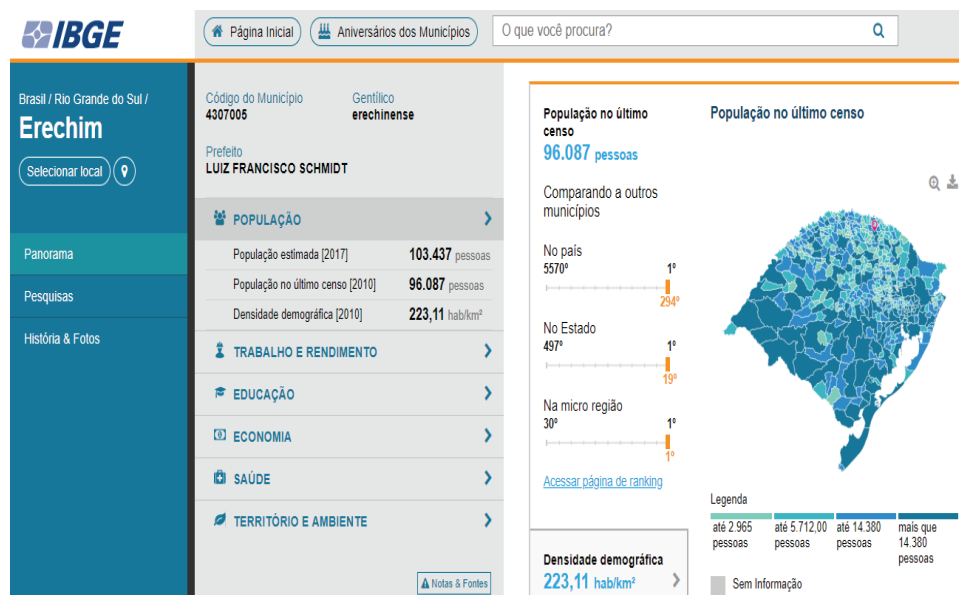 IBGE
Página Inicial
Aniversários dos Municípios
O que você procura?
Brasil / Rio Grande do Sul /
Erechim
Selecionar local
Panorama
Pesquisas
História & Fotos
Código do Município
4307005
Gentílico
erechinense
Prefeito
LUIZ FRANCISCO SCHMIDT
POPULAÇÃO
População estimada [2017] 103.437 pessoas
População no último censo [2010] 96.087 pessoas
Densidade demográfica [2010] 223,11 hab/km²
TRABALHO E RENDIMENTO
EDUCAÇÃO
ECONOMIA
SAÚDE
TERRITÓRIO E AMBIENTE
Notas & Fontes
População no último
censo
96.087 pessoas
Comparando a outros
municípios
No país
5570º 1º
294º
No Estado
497º 1º
19º
Na micro região
30º 1º
1º
Acessar página de ranking
Densidade demográfica
223,11 hab/km²
População no último censo
Legenda
até 2.965
pessoas
até 5.712,00
pessoas
até 14.380
pessoas
mais que
14.380
pessoas
Sem Informação